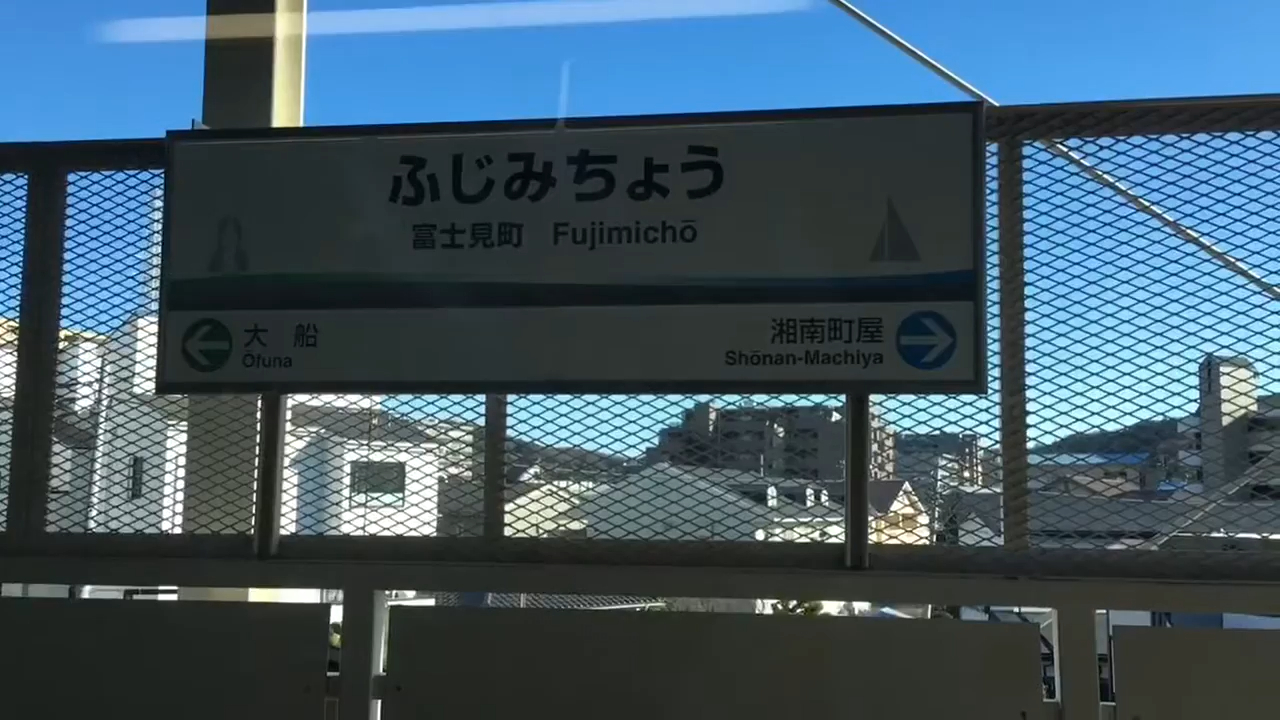 ふじみちょう
富士見町 Fujimichō
大船
Ōfuna
湘南町屋
Shōnan-Machiya